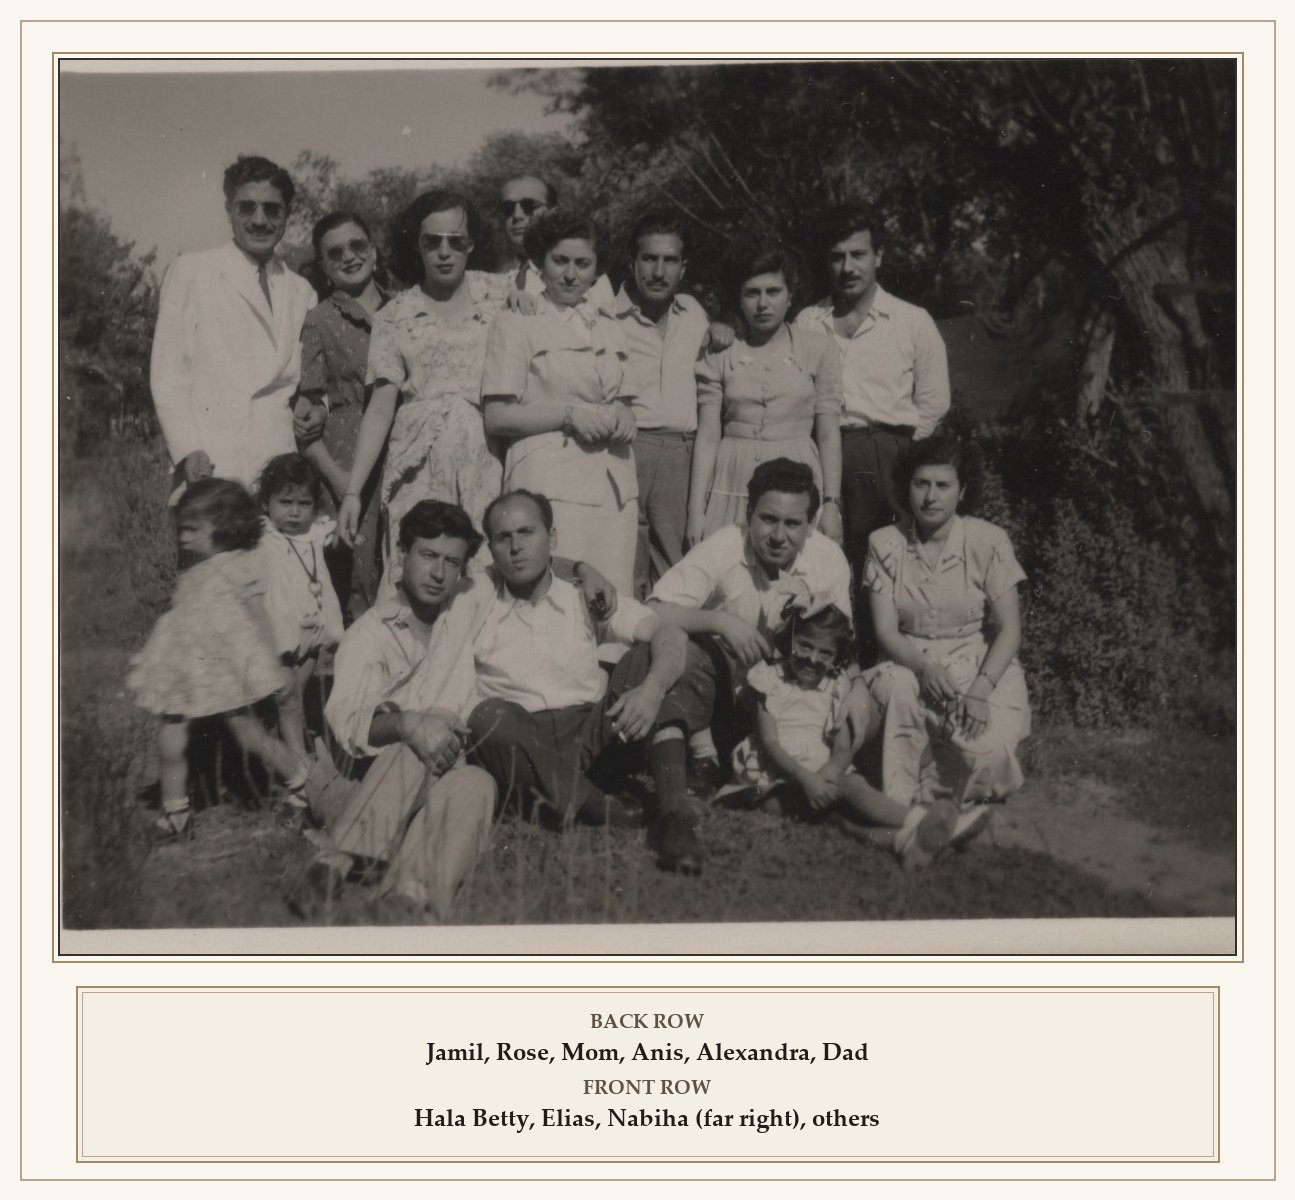 BACK ROW
Jamil, Rose, Mom, Anis, Alexandra, Dad
FRONT ROW
Hala Betty, Elias, Nabiha (far right), others